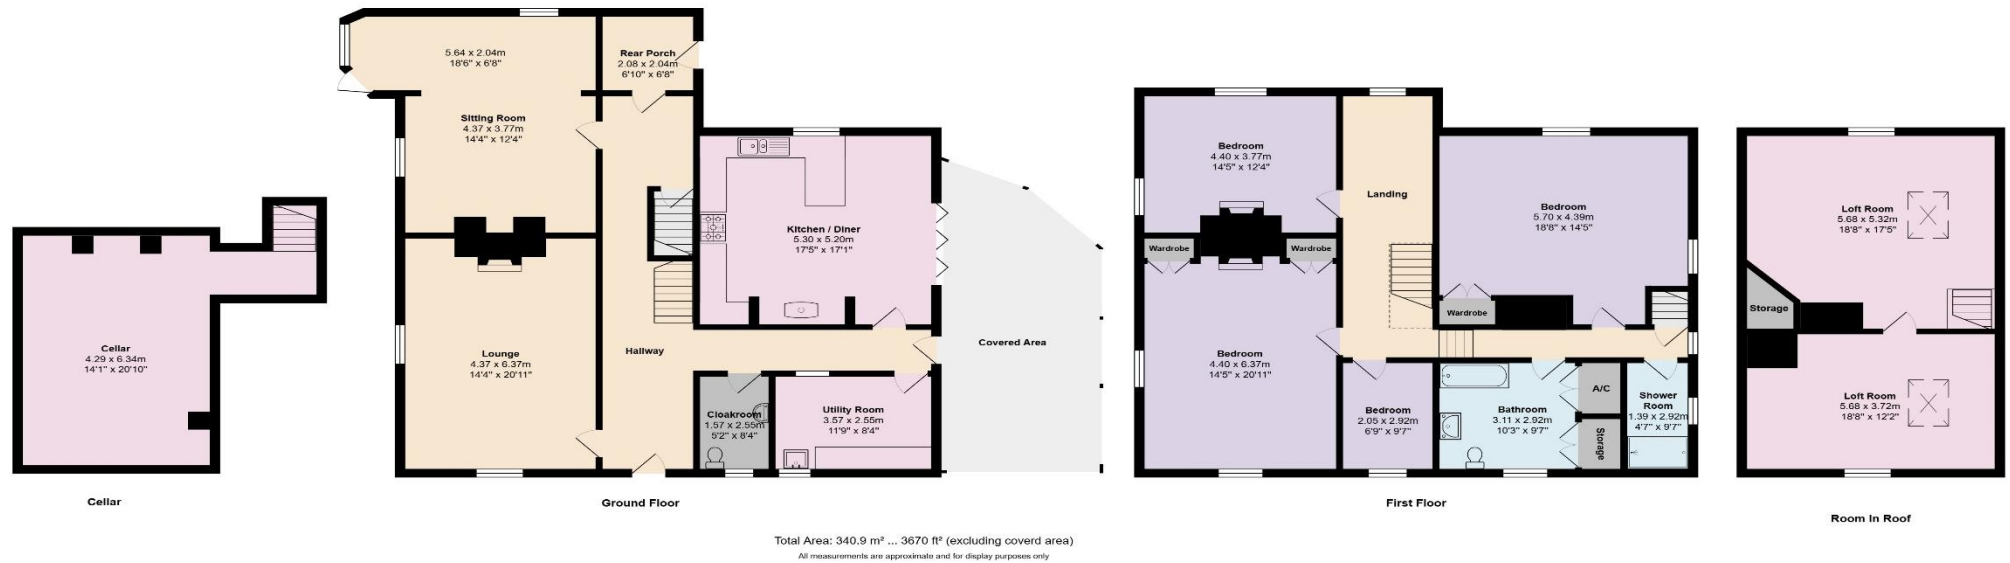 Cellar
4.29 x 6.34m
14'1" x 20'10"
Cellar
5.64 x 2.04m
18'6" x 6'8"
Rear Porch
2.08 x 2.04m
6'10" x 6'8"
Sitting Room
4.37 x 3.77m
14'4" x 12'4"
Kitchen / Diner
5.30 x 5.20m
17'5" x 17'1"
Lounge
4.37 x 6.37m
14'4" x 20'11"
Hallway
Covered Area
Cloakroom
1.57 x 2.55m
5'2" x 8'4"
Utility Room
3.57 x 2.55m
11'9" x 8'4"
Ground Floor
Bedroom
4.40 x 3.77m
14'5" x 12'4"
Landing
Bedroom
5.70 x 4.39m
18'8" x 14'5"
Wardrobe
Wardrobe
Wardrobe
Bedroom
4.40 x 6.37m
14'5" x 20'11"
Bedroom
2.05 x 2.92m
6'9" x 9'7"
Bathroom
3.11 x 2.92m
10'3" x 9'7"
A/C
Storage
Shower
Room
1.39 x 2.92m
4'7" x 9'7"
First Floor
Loft Room
5.68 x 5.32m
18'8" x 17'5"
Storage
Loft Room
5.68 x 3.72m
18'8" x 12'2"
Room In Roof
Total Area: 340.9 m² ... 3670 ft² (excluding coverd area)
All measurements are approximate and for display purposes only